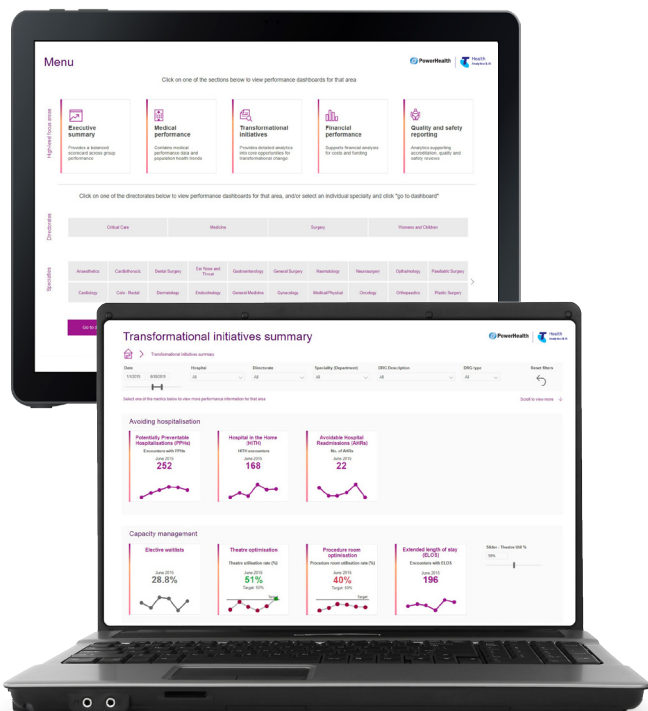 Menu
PowerHealth
Health
Analytics & AI
Click on one of the sections below to view performance dashboards for that area
High-level focus areas
Executive
summary
Provides a balanced
scorecard across group
performance
Medical
performance
Contains medical
performance data and
population health trends
Transformational
initiatives
Provides detailed analytics
into core opportunities for
transformational change
Financial
performance
Supports financial analysis
for costs and funding
Quality and safety
reporting
Analytics supporting
accreditation, quality and
safety reviews
Click on one of the directorates below to view performance dashboards for that area, and/or select an individual specialty and click "go to dashboard"
Directorates
Critical Care
Medicine
Surgery
Womens and Children
Specialties
Anaesthetics
Cardiothoracic
Dental Surgery
Ear Nose and
Throat
Gastroenterology
General Surgery
Haematology
Neurosurgery
Opthalmology
Paediatric Surgery
Cardiology
Dermatology
Endocrinology
General Medicine
Gynacology
Medical/Physical
Oncology
Orthopaedics
Plastic Surgery
Transformational initiatives summary
PowerHealth
Health
Analytics & AI
Transformational initiatives summary
Date
Hospital
Directorate
Speciality (Department)
DRG Description
DRG type
Reset filters
All
All
All
All
All
Select one of the metrics below to view more performance information for that area
Scroll to view more
Avoiding hospitalisation
Potentially Preventable
Hospitalisations (PPHs)
Encounters with PPHs
June 2015
252
Hospital in the Home
(HiTH)
HiTH encounters
June 2015
168
Avoidable Hospital
Readmissions (AHRs)
No. of AHRs
June 2015
22
Capacity management
Elective waitlists
June 2015
28.8%
Theatre optimisation
Theatre utilisation rate (%)
June 2015
51%
Target
Procedure room
optimisation
Procedure room utilisation rate (%)
June 2015
40%
Target
Extended length of stay
(ELOS)
Encounters with ELOS
June 2015
196
Slider - Theatre Util %